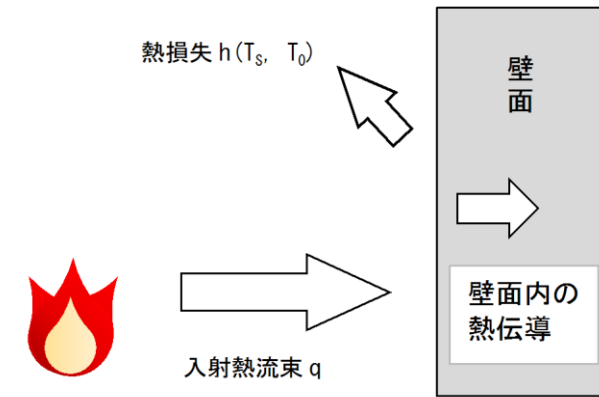 熱損失 h(Ts, T0)
壁
面
壁面内の
熱伝導
入射熱流束 q